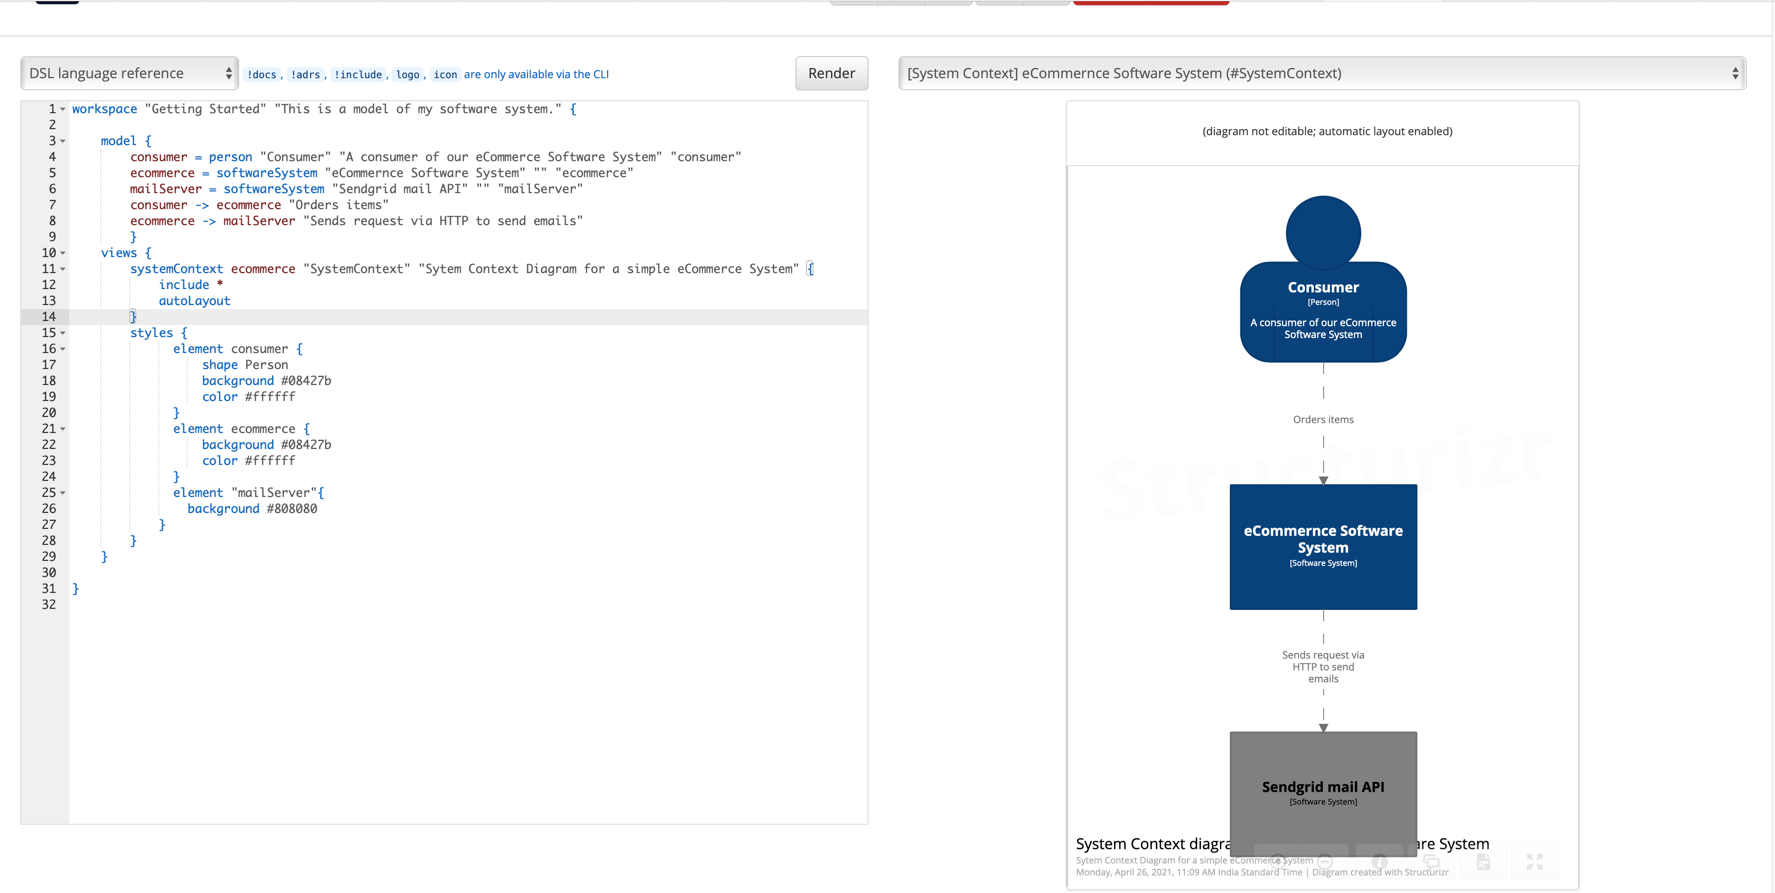 DSL language reference
!docs, !adrs, !include, logo, icon are only available via the CLI
Render
1 workspace "Getting Started" "This is a model of my software system." {
2
3 model {
4 consumer = person "Consumer" "A consumer of our eCommerce Software System" "consumer"
5 ecommerce = softwareSystem "eCommernce Software System" "" "ecommerce"
6 mailServer = softwareSystem "Sendgrid mail API" "" "mailServer"
7 consumer -> ecommerce "Orders items"
8 ecommerce -> mailServer "Sends request via HTTP to send emails"
9 }
10 views {
11 systemContext ecommerce "SystemContext" "Sytem Context Diagram for a simple eCommerce System" {
12 include *
13 autoLayout
14 }
15 styles {
16 element consumer {
17 shape Person
18 background #08427b
19 color #ffffff
20 }
21 element ecommerce {
22 background #08427b
23 color #ffffff
24 }
25 element "mailServer"{
26 background #808080
27 }
28 }
29 }
30
31 }
32
[System Context] eCommernce Software System (#SystemContext)
(diagram not editable; automatic layout enabled)
Consumer
[Person]
A consumer of our eCommerce
Software System
Orders items
Structurizr
eCommernce Software
System
[Software System]
Sends request via
HTTP to send
emails
Sendgrid mail API
[Software System]
System Context diagra are System
Sytem Context Diagram for a simple eCommerce System
Monday, April 26, 2021, 11:09 AM India Standard Time | Diagram created with Structurizr